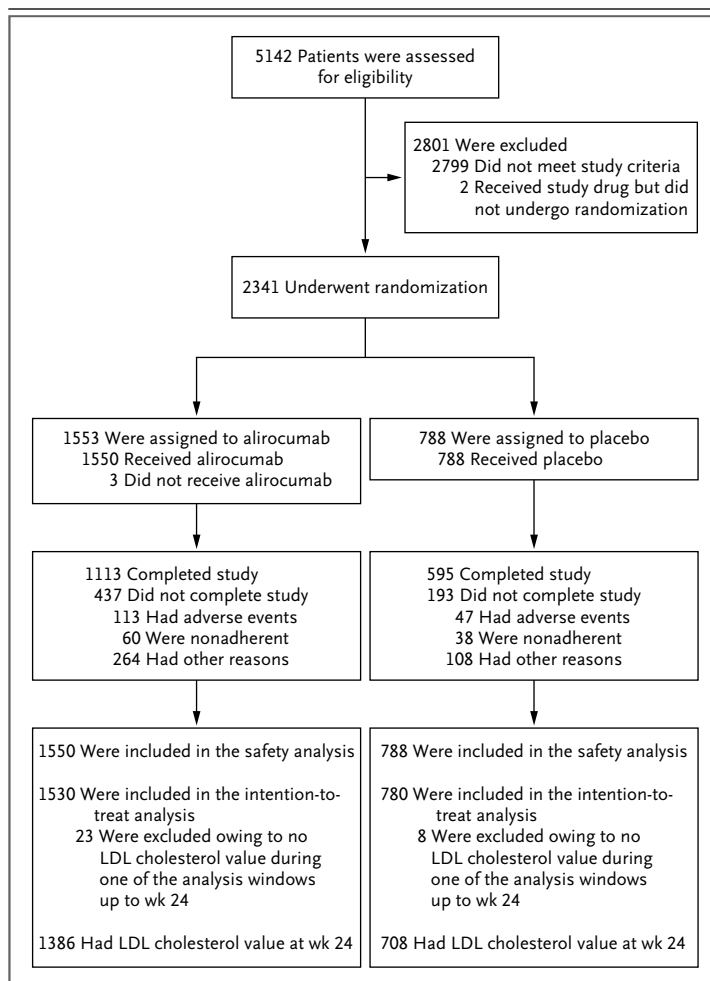 5142 Patients were assessed
for eligibility
2801 Were excluded
2799 Did not meet study criteria
2 Received study drug but did
not undergo randomization
2341 Underwent randomization
1553 Were assigned to alirocumab
1550 Received alirocumab
3 Did not receive alirocumab
788 Were assigned to placebo
788 Received placebo
1113 Completed study
437 Did not complete study
113 Had adverse events
60 Were nonadherent
264 Had other reasons
595 Completed study
193 Did not complete study
47 Had adverse events
38 Were nonadherent
108 Had other reasons
1550 Were included in the safety analysis
1530 Were included in the intention-to-
treat analysis
23 Were excluded owing to no
LDL cholesterol value during
one of the analysis windows
up to wk 24
1386 Had LDL cholesterol value at wk 24
788 Were included in the safety analysis
780 Were included in the intention-to-
treat analysis
8 Were excluded owing to no
LDL cholesterol value during
one of the analysis windows
up to wk 24
708 Had LDL cholesterol value at wk 24